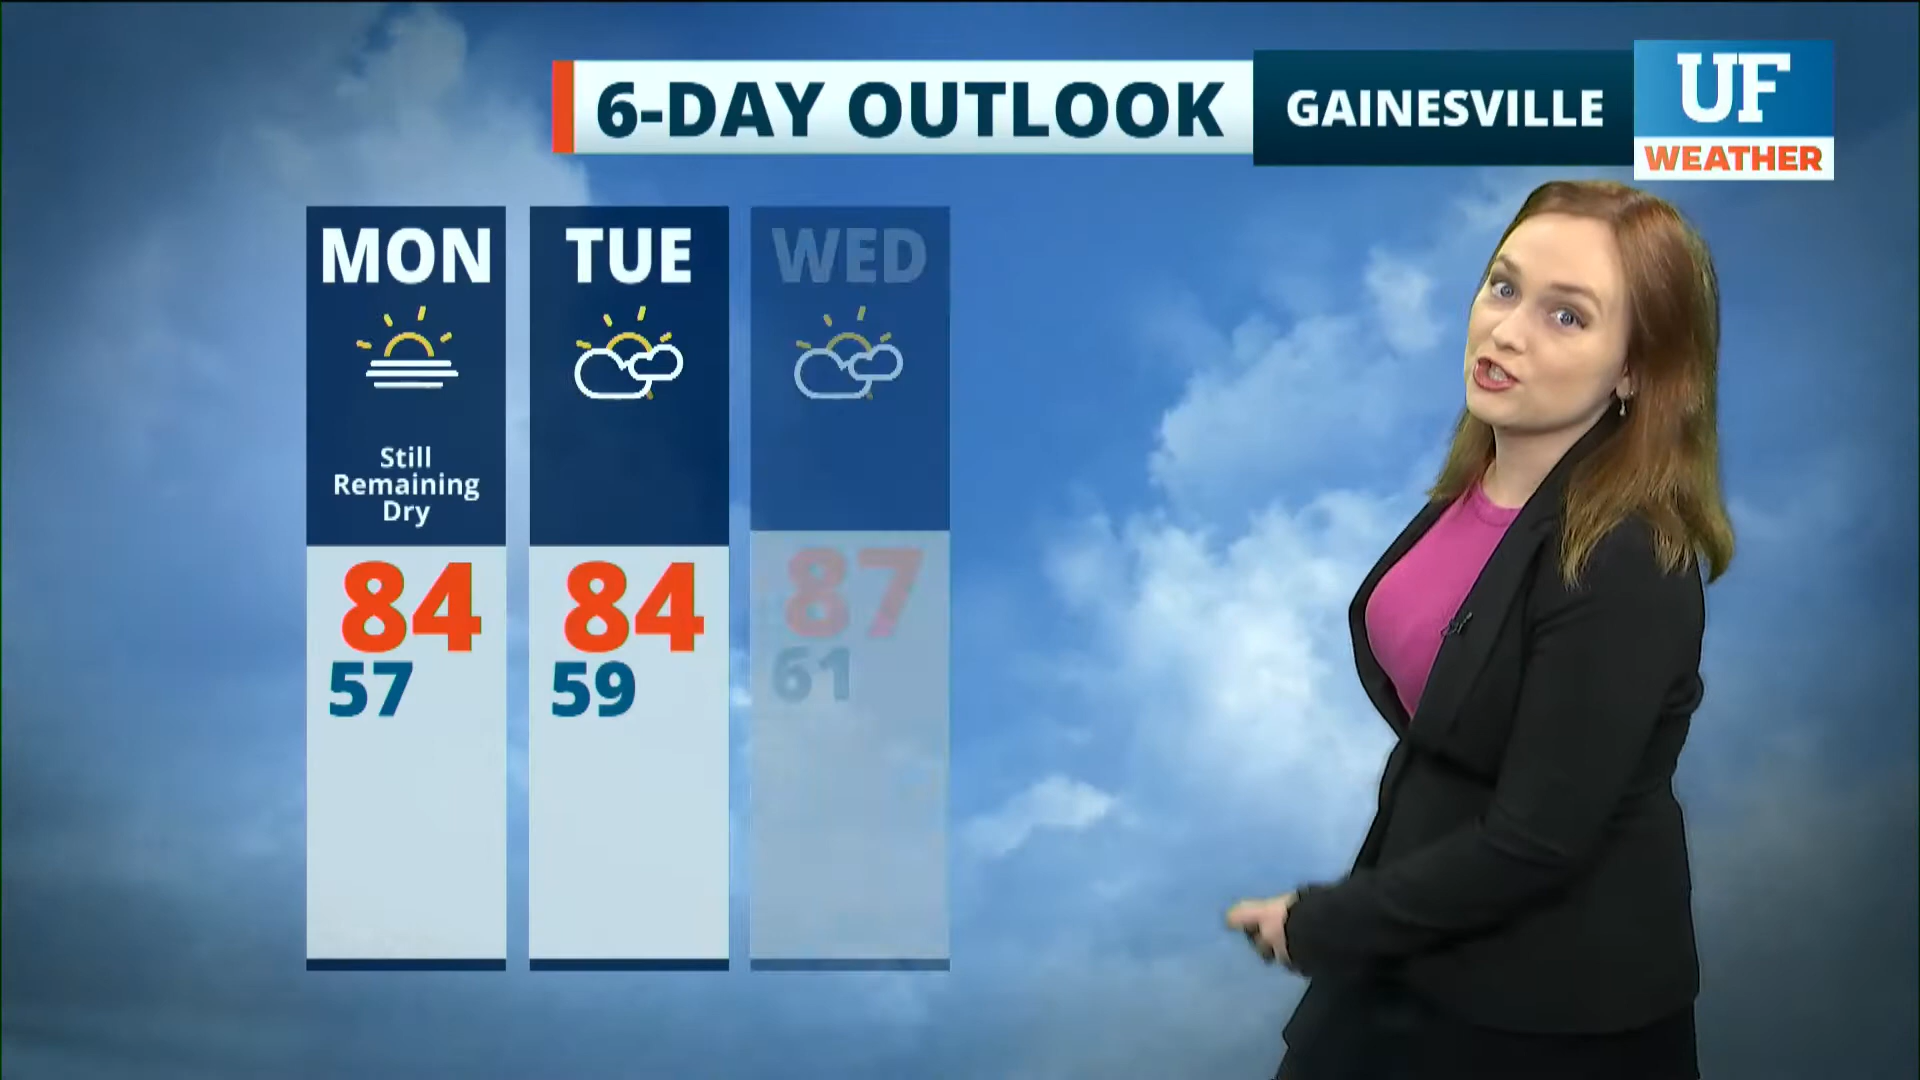 6-DAY OUTLOOK
GAINESVILLE
UF
WEATHER
MON
Still
Remaining
Dry
84
57
TUE
84
59
WED
87
61